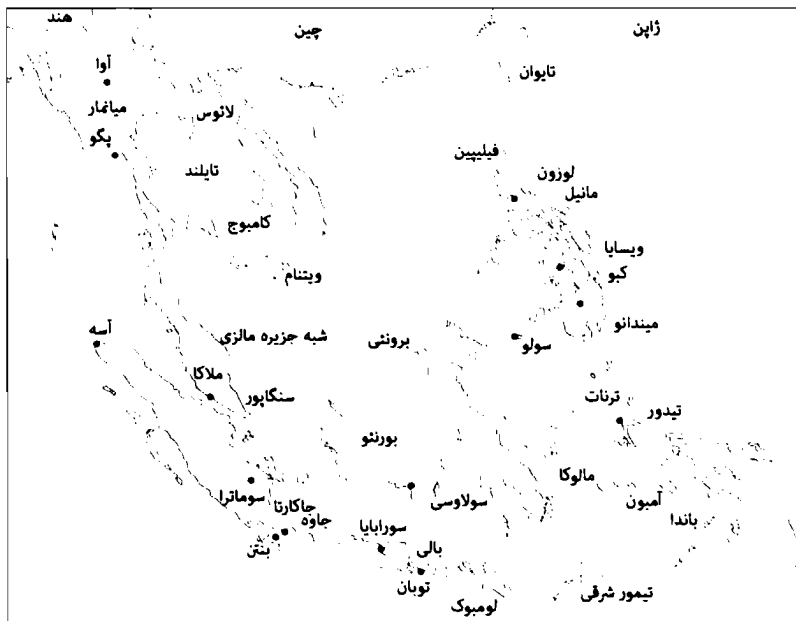 هند
چین
ژاپن
آوا
تایوان
میانمار
لائوس
پگو
فیلیپین
تایلند
لوزون
مانیل
کامبوج
ویسایا
ویتنام
کبو
میندانو
آسه
شبه جزیره مالزی
برونئی
سولو
ملاکا
سنگاپور
ترنات
تیدور
بورنئو
مالوکا
سوماترا
سولاوسی
آمبون
جاکارتا
باندا
جاوه
سورابایا
بنتن
بالی
توبان
تیمور شرقی
لومبوک